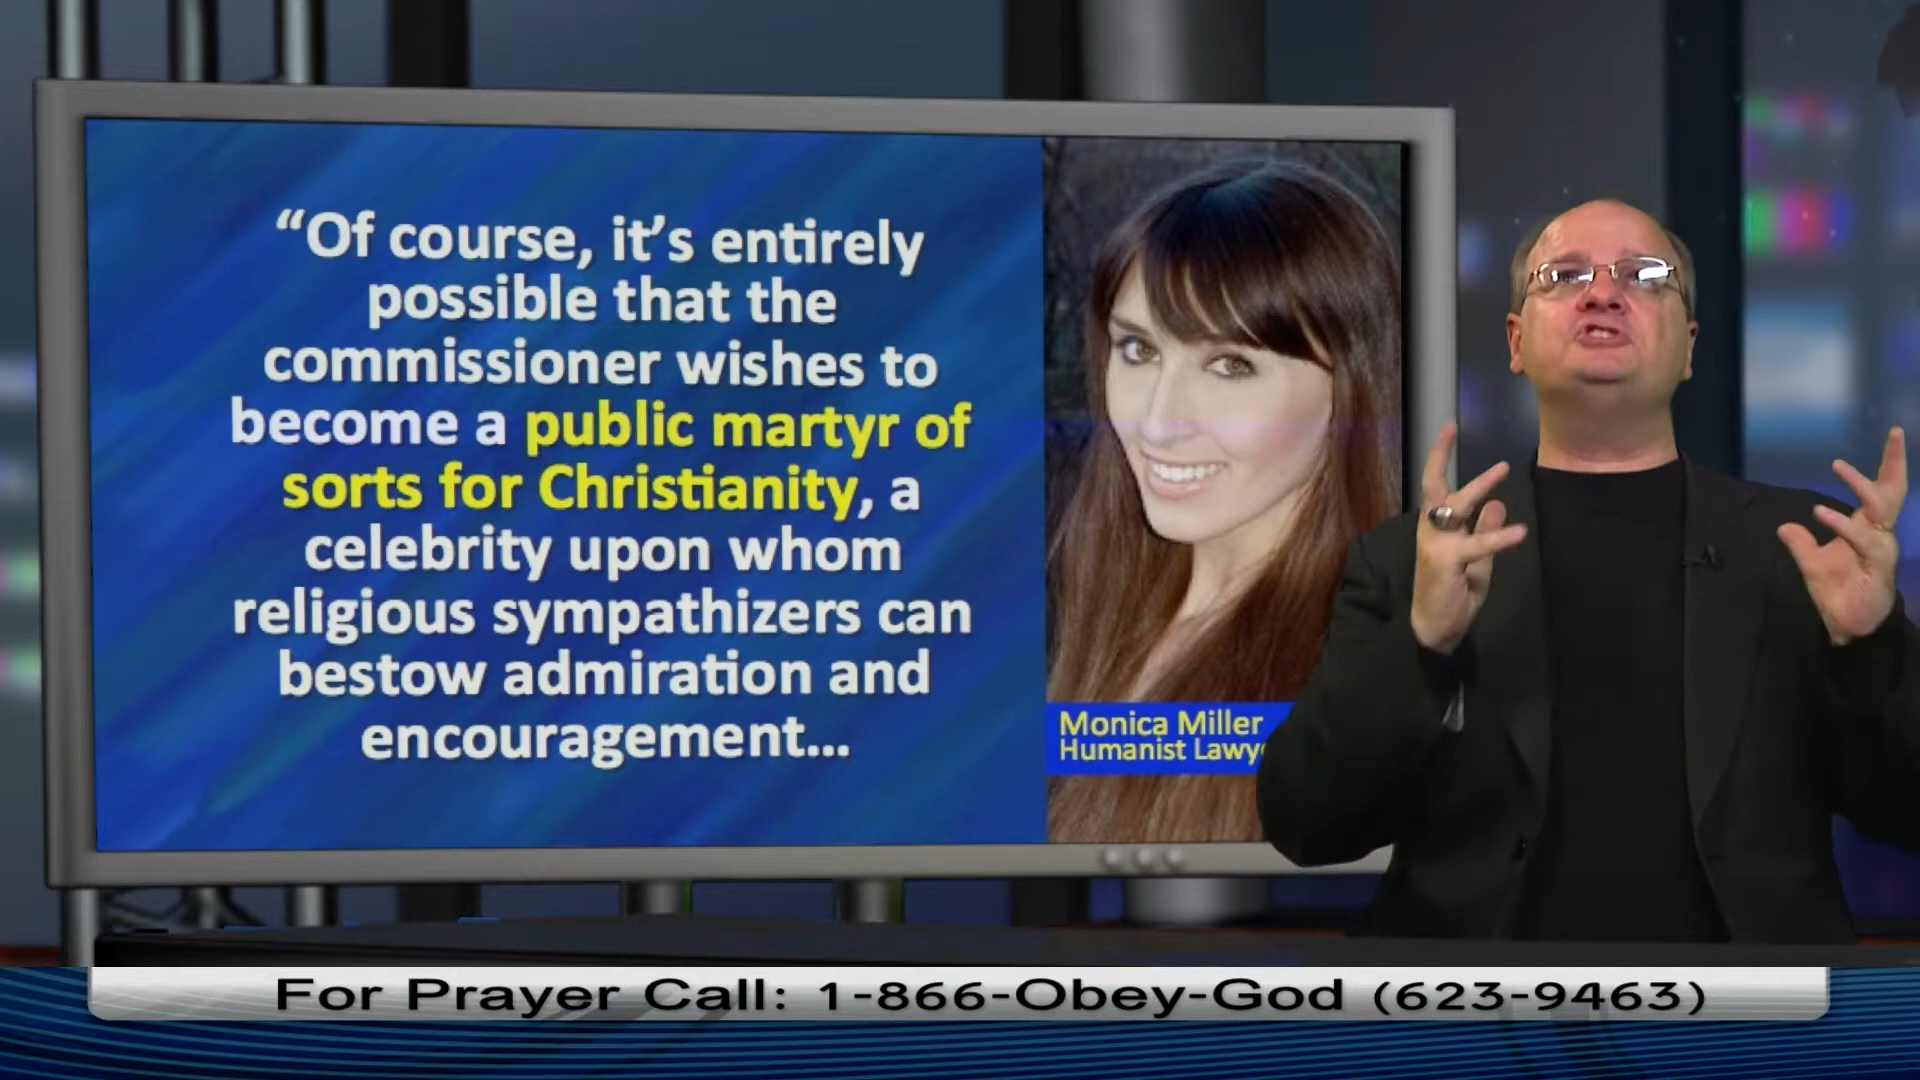 “Of course, it’s entirely
possible that the
commissioner wishes to
become a public martyr of
sorts for Christianity, a
celebrity upon whom
religious sympathizers can
bestow admiration and
encouragement...
Monica Miller
Humanist Lawye
For Prayer Call: 1-866-Obey-God (623-9463)